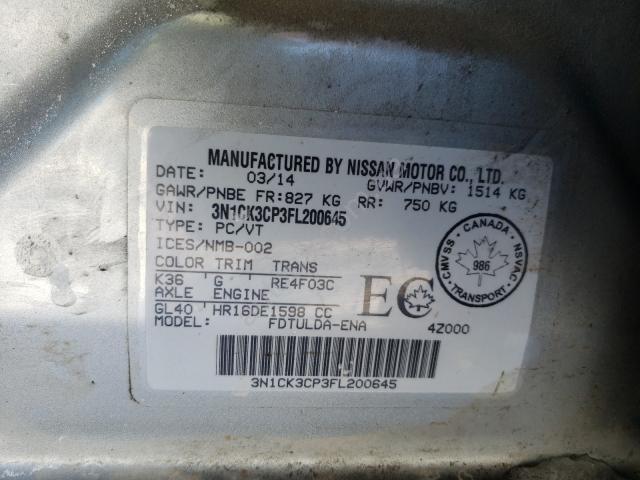 MANUFACTURED BY NISSAN MOTOR CO., LTD.
DATE: 03/14 GVWR/PNBV: 1514 KG
GAWR/PNBE FR: 827 KG RR: 750 KG
VIN: 3N1CK3CP3FL200645
TYPE: PC/VT
ICES/NMB-002
COLOR TRIM TRANS
K36 G RE4F03C
AXLE ENGINE
GL40 HR16DE1598 CC
MODEL: FDTULDA-ENA 4Z000
EC
CMVSS CANADA NSVAC TRANSPORT
986
3N1CK3CP3FL200645